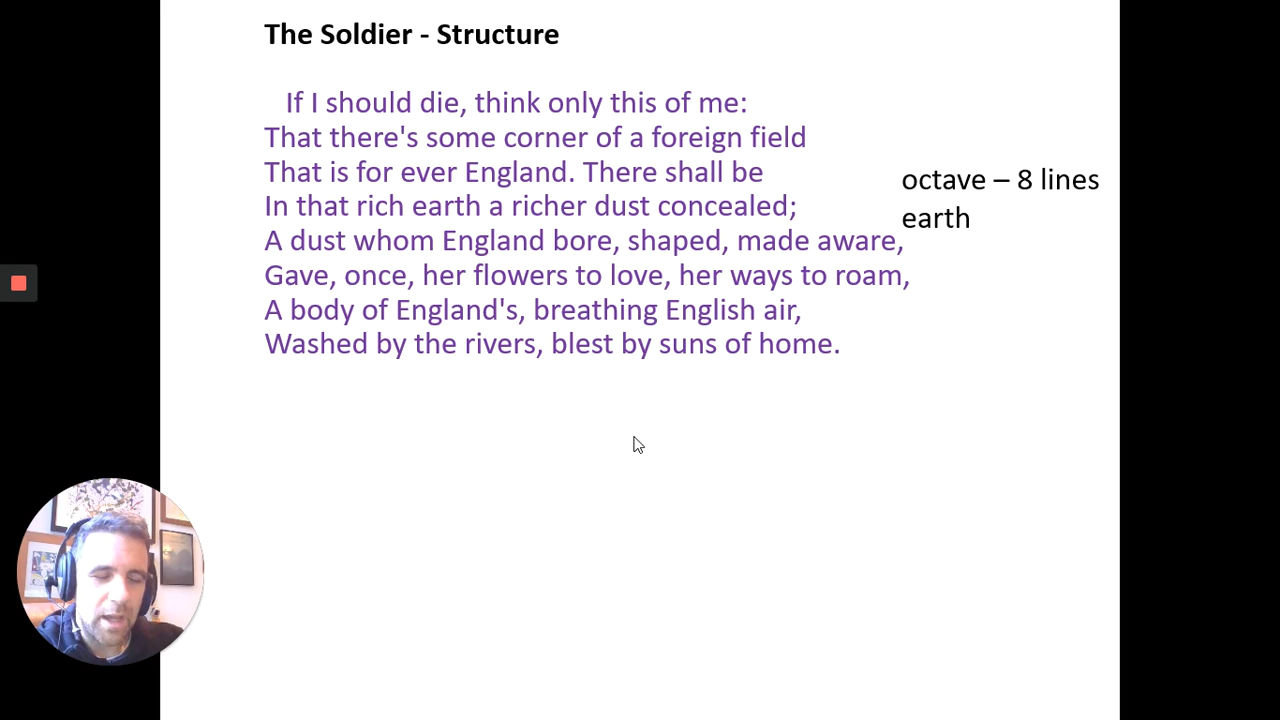 The Soldier - Structure
If I should die, think only this of me:
That there's some corner of a foreign field
That is for ever England. There shall be
In that rich earth a richer dust concealed;
A dust whom England bore, shaped, made aware,
Gave, once, her flowers to love, her ways to roam,
A body of England's, breathing English air,
Washed by the rivers, blest by suns of home.
octave – 8 lines
earth